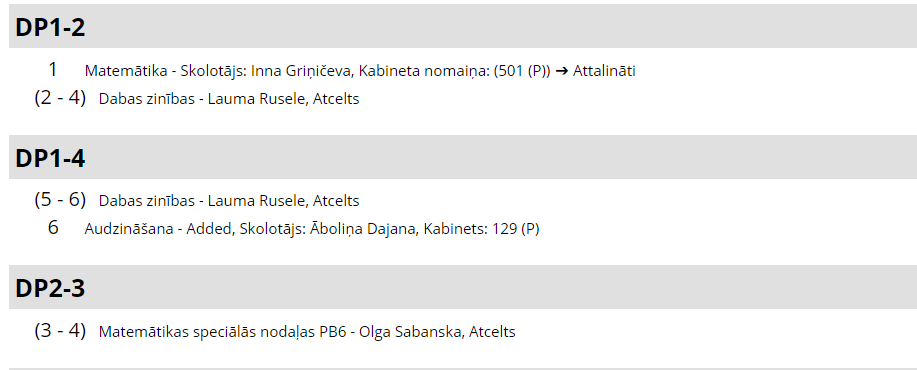 DP1-2
1 Matemātika - Skolotājs: Inna Griņičeva, Kabineta nomaiņa: (501 (P)) ➔ Attalināti
(2 - 4) Dabas zinības - Lauma Rusele, Atcelts
DP1-4
(5 - 6) Dabas zinības - Lauma Rusele, Atcelts
6 Audzināšana - Added, Skolotājs: Āboliņa Dajana, Kabinets: 129 (P)
DP2-3
(3 - 4) Matemātikas speciālās nodaļas PB6 - Olga Sabanska, Atcelts